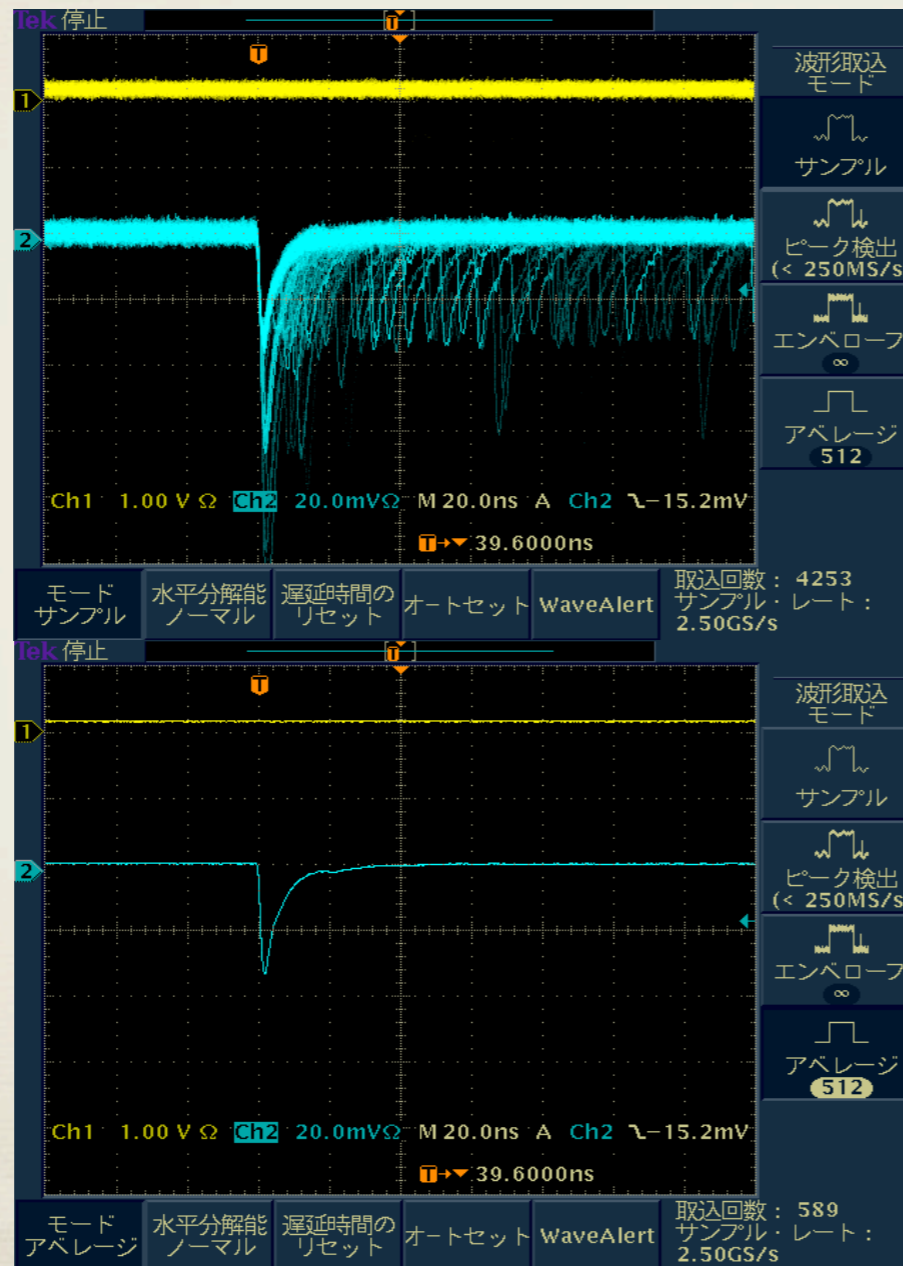 Tek 停止
T
T
1
2
波形取込
モード
サンプル
ピーク検出
(< 250MS/s
エンベロープ
∞
アベレージ
512
Ch1 1.00 V Ω Ch2 20.0mVΩ M 20.0ns A Ch2 ㄟ−15.2mV
T→▼ 39.6000ns
モード
サンプル
水平分解能
ノーマル
遅延時間の
リセット
オートセット
WaveAlert
取込回数 : 4253
サンプル・レート :
2.50GS/s
Tek 停止
T
T
1
2
波形取込
モード
サンプル
ピーク検出
(< 250MS/s
エンベロープ
∞
アベレージ
512
Ch1 1.00 V Ω Ch2 20.0mVΩ M 20.0ns A Ch2 ㄟ−15.2mV
T→▼ 39.6000ns
モード
アベレージ
水平分解能
ノーマル
遅延時間の
リセット
オートセット
WaveAlert
取込回数 : 589
サンプル・レート :
2.50GS/s